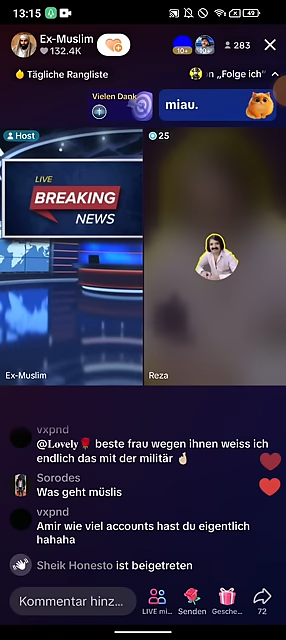 13:15
49
Ex-Muslim
132.4K
10+
10+
283
Tägliche Rangliste
n „Folge ich“
Vielen Dank
miau.
Host
25
LIVE
BREAKING
NEWS
Ex-Muslim
Reza
vxpnd
@Lovely🌹 beste frau wegen ihnen weiss ich
endlich das mit der militär ☝🏻
Sorodes
Was geht müslis
vxpnd
Amir wie viel accounts hast du eigentlich
hahaha
Sheik Honesto ist beigetreten
Kommentar hinz...
LIVE mi...
Senden
Gesche...
72